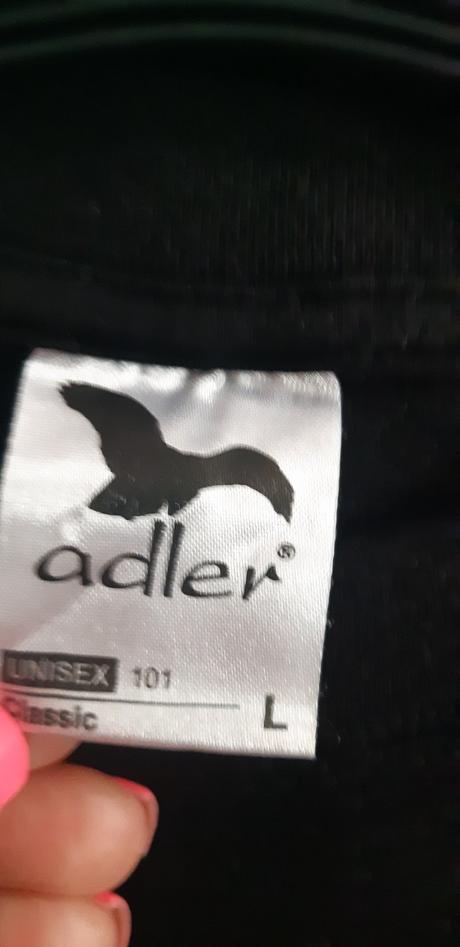 adler®
UNISEX 101
Classic
L